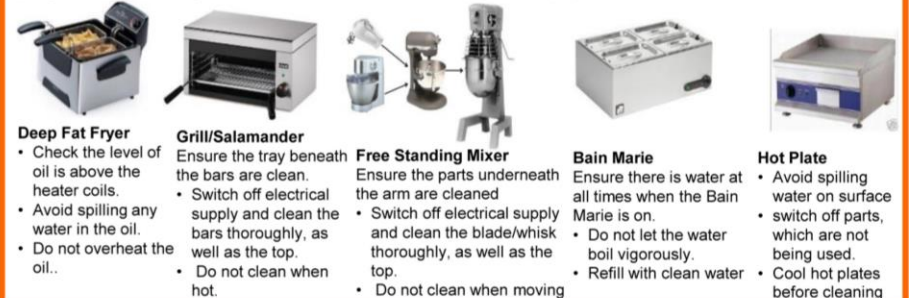 Deep Fat Fryer
• Check the level of
oil is above the
heater coils.
• Avoid spilling any
water in the oil.
• Do not overheat the
oil..
Grill/Salamander
Ensure the tray beneath
the bars are clean.
• Switch off electrical
supply and clean the
bars thoroughly, as
well as the top.
• Do not clean when
hot.
Free Standing Mixer
Ensure the parts underneath
the arm are cleaned
• Switch off electrical supply
and clean the blade/whisk
thoroughly, as well as the
top.
• Do not clean when moving
Bain Marie
Ensure there is water at
all times when the Bain
Marie is on.
• Do not let the water
boil vigorously.
• Refill with clean water
Hot Plate
• Avoid spilling
water on surface
• switch off parts,
which are not
being used.
• Cool hot plates
before cleaning